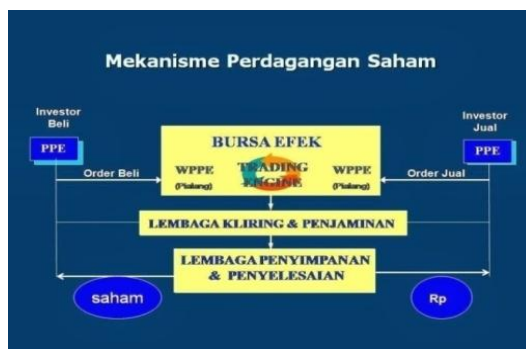 Mekanisme Perdagangan Saham
Investor
Beli
PPE
Investor
Jual
PPE
BURSA EFEK
WPPE
(Pialang)
TRADING
ENGINE
WPPE
(Pialang)
Order Beli
Order Jual
LEMBAGA KLIRING & PENJAMINAN
LEMBAGA PENYIMPANAN
& PENYELESAIAN
saham
Rp